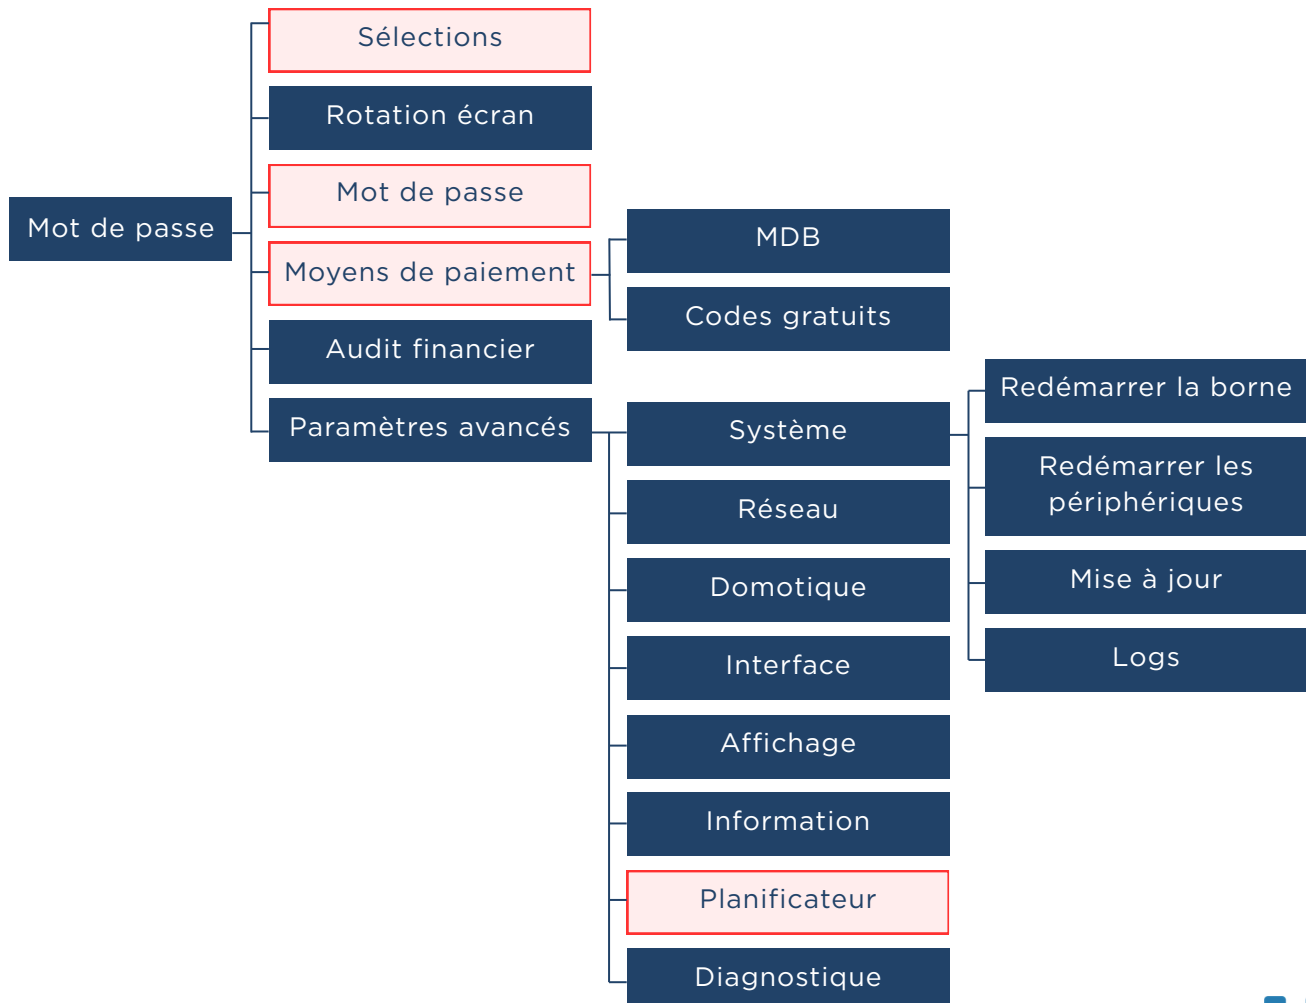 Sélections
Rotation écran
Mot de passe
Mot de passe
Moyens de paiement
Audit financier
Paramètres avancés
MDB
Codes gratuits
Système
Réseau
Domotique
Interface
Affichage
Information
Planificateur
Diagnostique
Redémarrer la borne
Redémarrer les
périphériques
Mise à jour
Logs